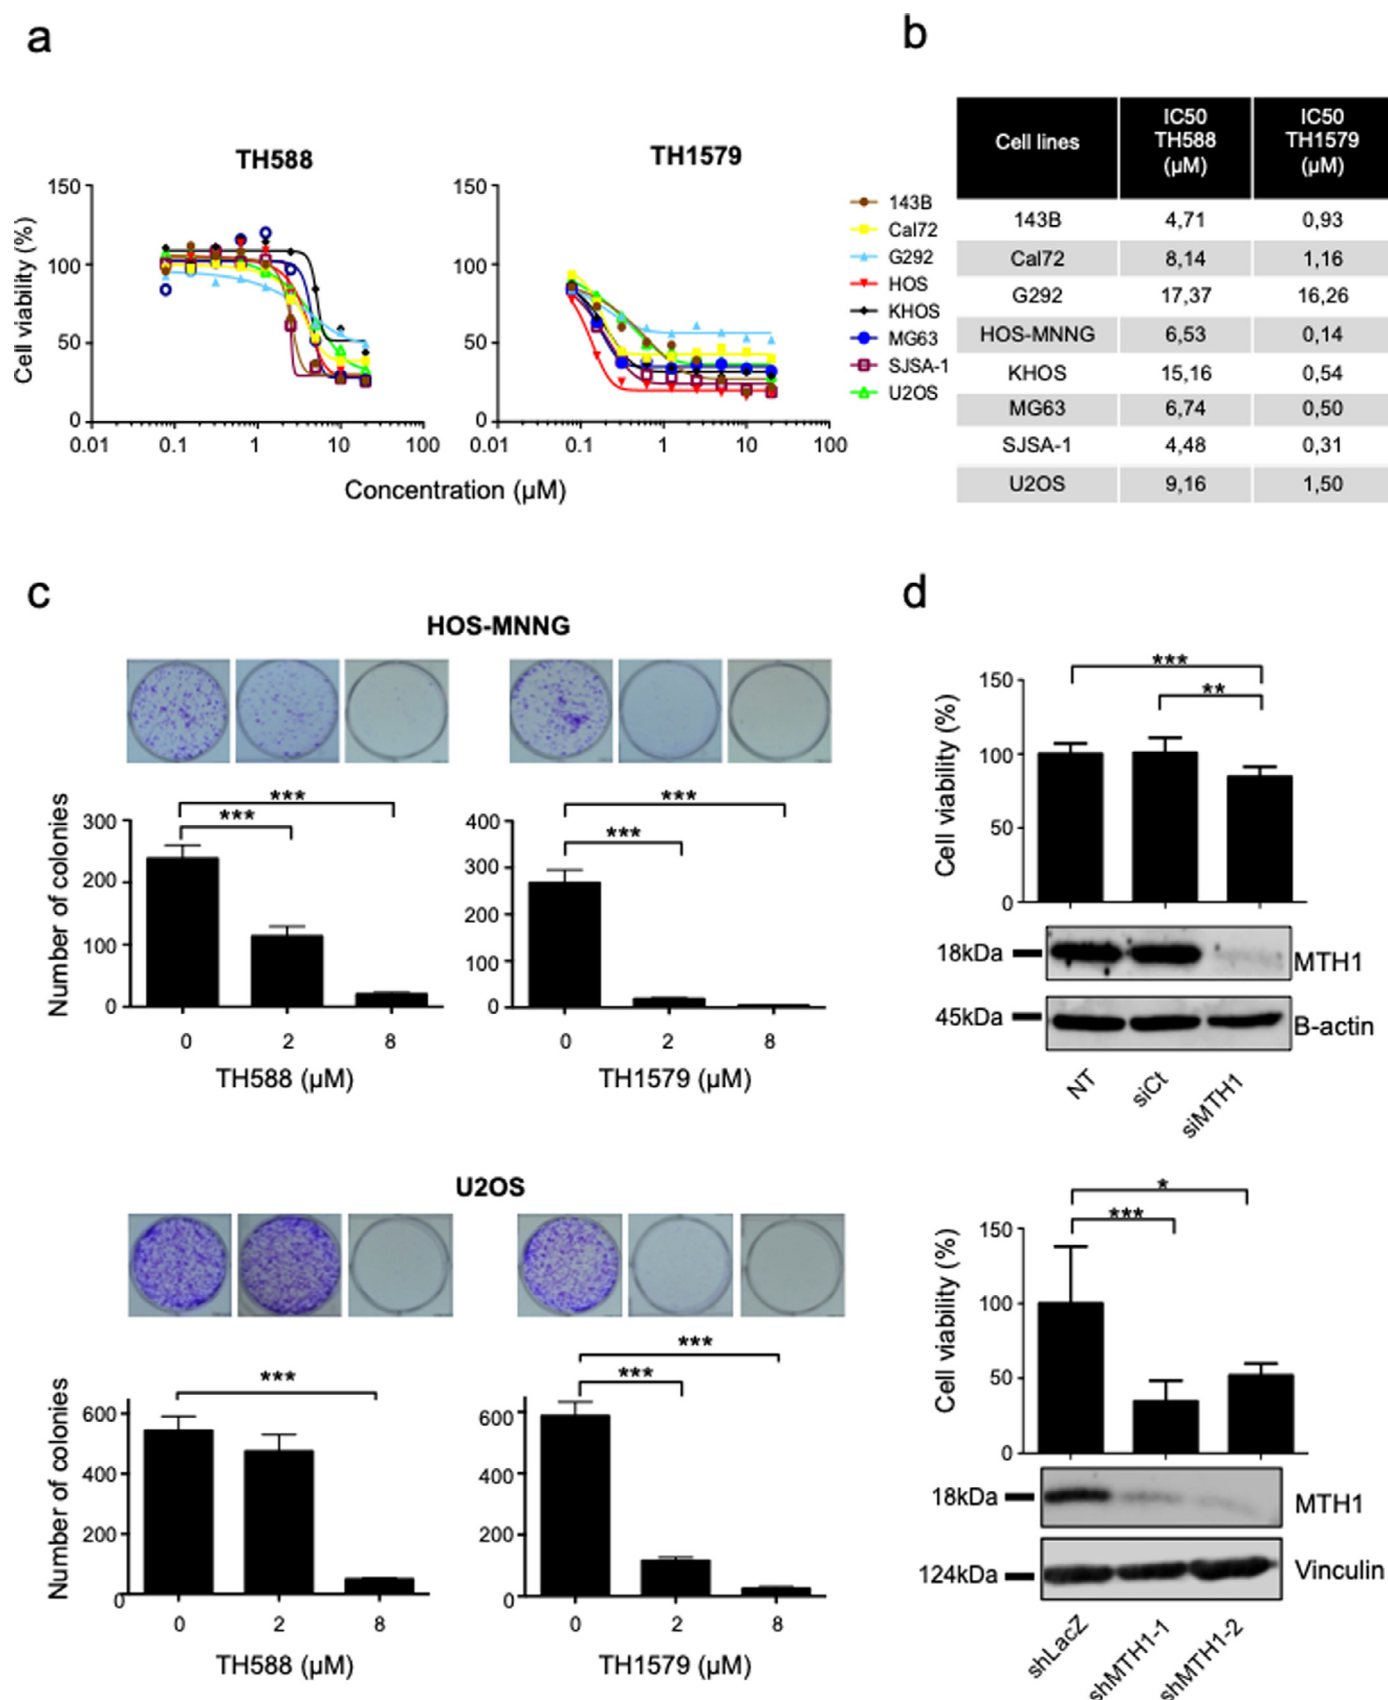 a
TH588
TH1579
150
100
50
0
0.01 0.1 1 10 100
Cell viability (%)
150
100
50
0
0.01 0.1 1 10 100
Concentration (µM)
143B
Cal72
G292
HOS
KHOS
MG63
SJSA-1
U2OS
b
Cell lines IC50 TH588 (µM) IC50 TH1579 (µM)
143B 4,71 0,93
Cal72 8,14 1,16
G292 17,37 16,26
HOS-MNNG 6,53 0,14
KHOS 15,16 0,54
MG63 6,74 0,50
SJSA-1 4,48 0,31
U2OS 9,16 1,50
c
HOS-MNNG
Number of colonies
300
200
100
0
*** ***
0 2 8
TH588 (µM)
400
300
200
100
0
*** ***
0 2 8
TH1579 (µM)
U2OS
Number of colonies
600
400
200
0
***
0 2 8
TH588 (µM)
600
400
200
0
*** ***
0 2 8
TH1579 (µM)
d
Cell viability (%)
150
100
50
0
***
**
18kDa MTH1
45kDa B-actin
NT siCt siMTH1
Cell viability (%)
150
100
50
0
*
***
18kDa MTH1
124kDa Vinculin
shLacZ shMTH1-1 shMTH1-2